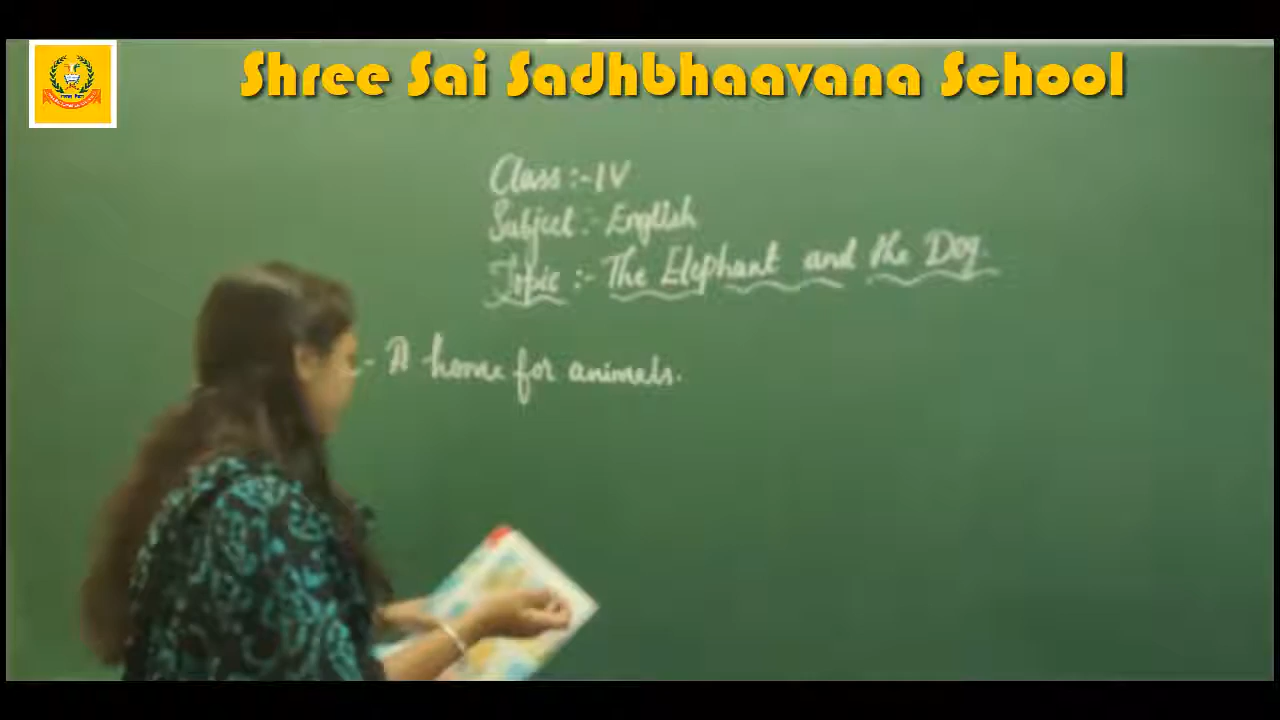 Shree Sai Sadhbhaavana School
Class :- IV
Subject :- English
Topic :- The Elephant and the Dog.
- A home for animals.